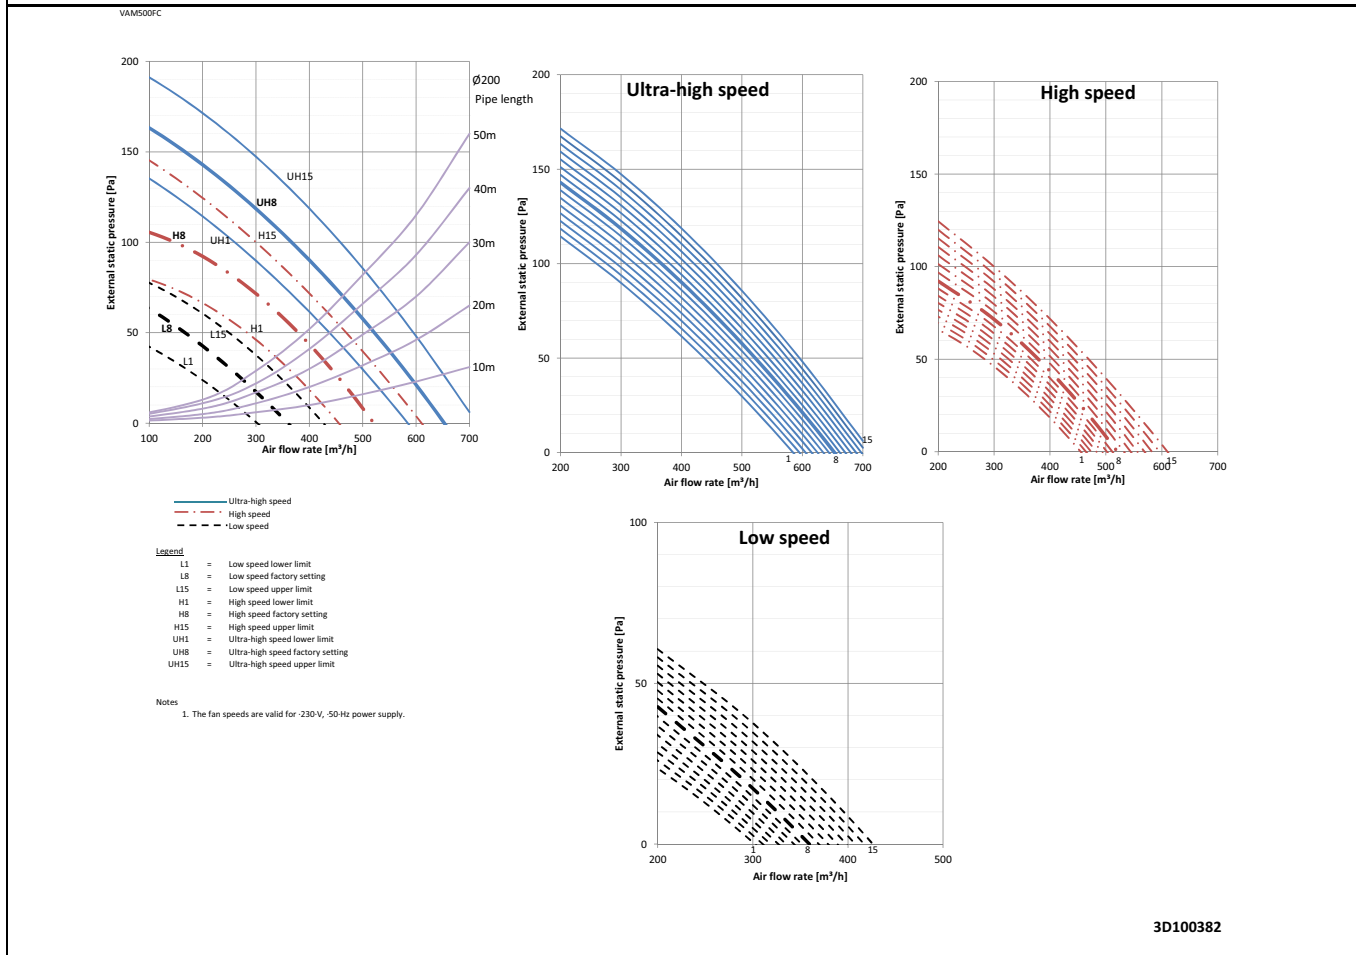 VAM500FC
200
150
100
50
0
100 200 300 400 500 600 700
External static pressure [Pa]
Air flow rate [m³/h]
Ø200
Pipe length
50m
40m
30m
20m
10m
UH15
UH8
H15
H8
UH1
L8
L15
H1
L1
Ultra-high speed
200
150
100
50
0
200 300 400 500 600 700
1 8 15
External static pressure [Pa]
Air flow rate [m³/h]
High speed
200
150
100
50
0
200 300 400 500 600 700
1 8 15
External static pressure [Pa]
Air flow rate [m³/h]
Ultra-high speed
High speed
Low speed
Legend
L1 = Low speed lower limit
L8 = Low speed factory setting
L15 = Low speed upper limit
H1 = High speed lower limit
H8 = High speed factory setting
H15 = High speed upper limit
UH1 = Ultra-high speed lower limit
UH8 = Ultra-high speed factory setting
UH15 = Ultra-high speed upper limit
Notes
1. The fan speeds are valid for ·230·V, ·50·Hz power supply.
Low speed
100
50
0
200 300 400 500
1 8 15
External static pressure [Pa]
Air flow rate [m³/h]
3D100382